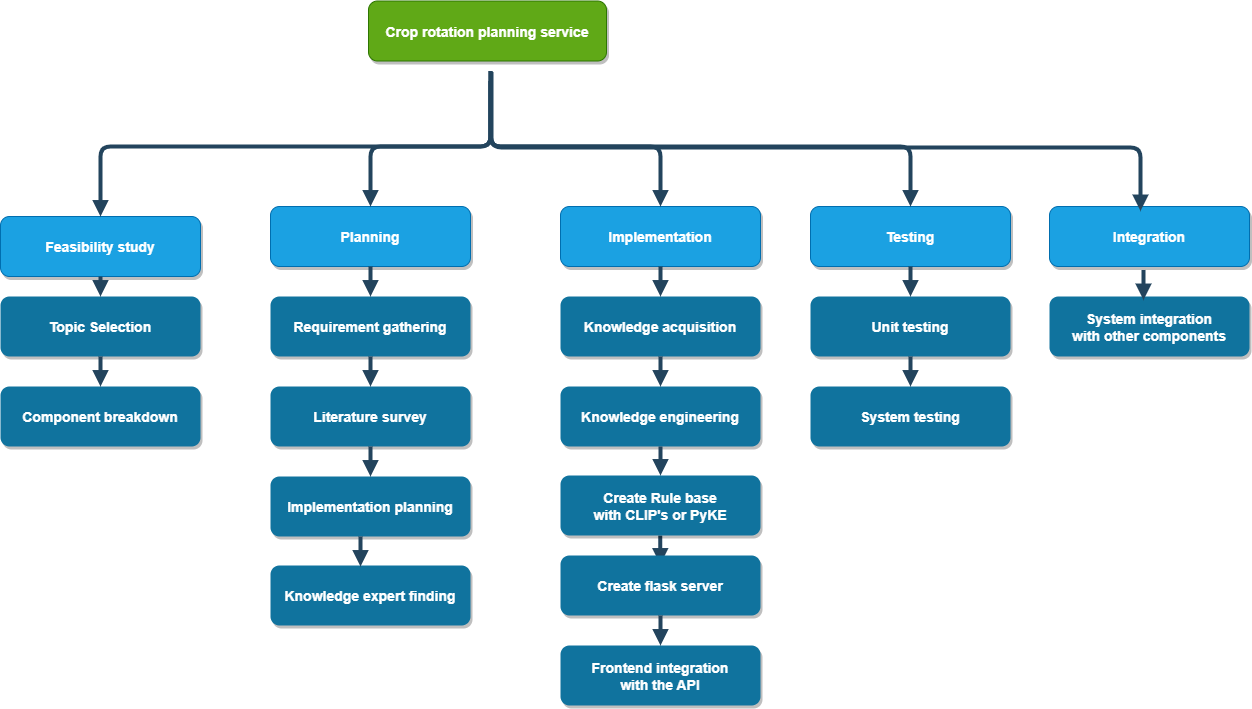 Crop rotation planning service
Feasibility study
Topic Selection
Component breakdown
Planning
Requirement gathering
Literature survey
Implementation planning
Knowledge expert finding
Implementation
Knowledge acquisition
Knowledge engineering
Create Rule base
with CLIP's or PyKE
Create flask server
Frontend integration
with the API
Testing
Unit testing
System testing
Integration
System integration
with other components